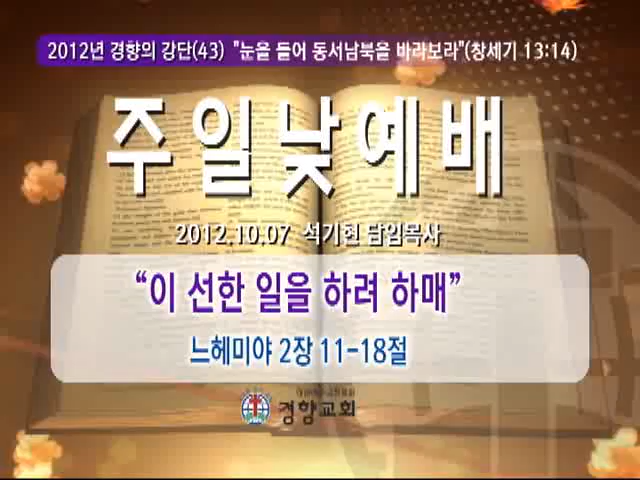 2012년 경향의 강단(43) "눈을 들어 동서남북을 바라보라"(창세기 13:14)
주일낮예배
2012.10.07 석기현 담임목사
“이 선한 일을 하려 하매”
느헤미야 2장 11-18절
경향교회